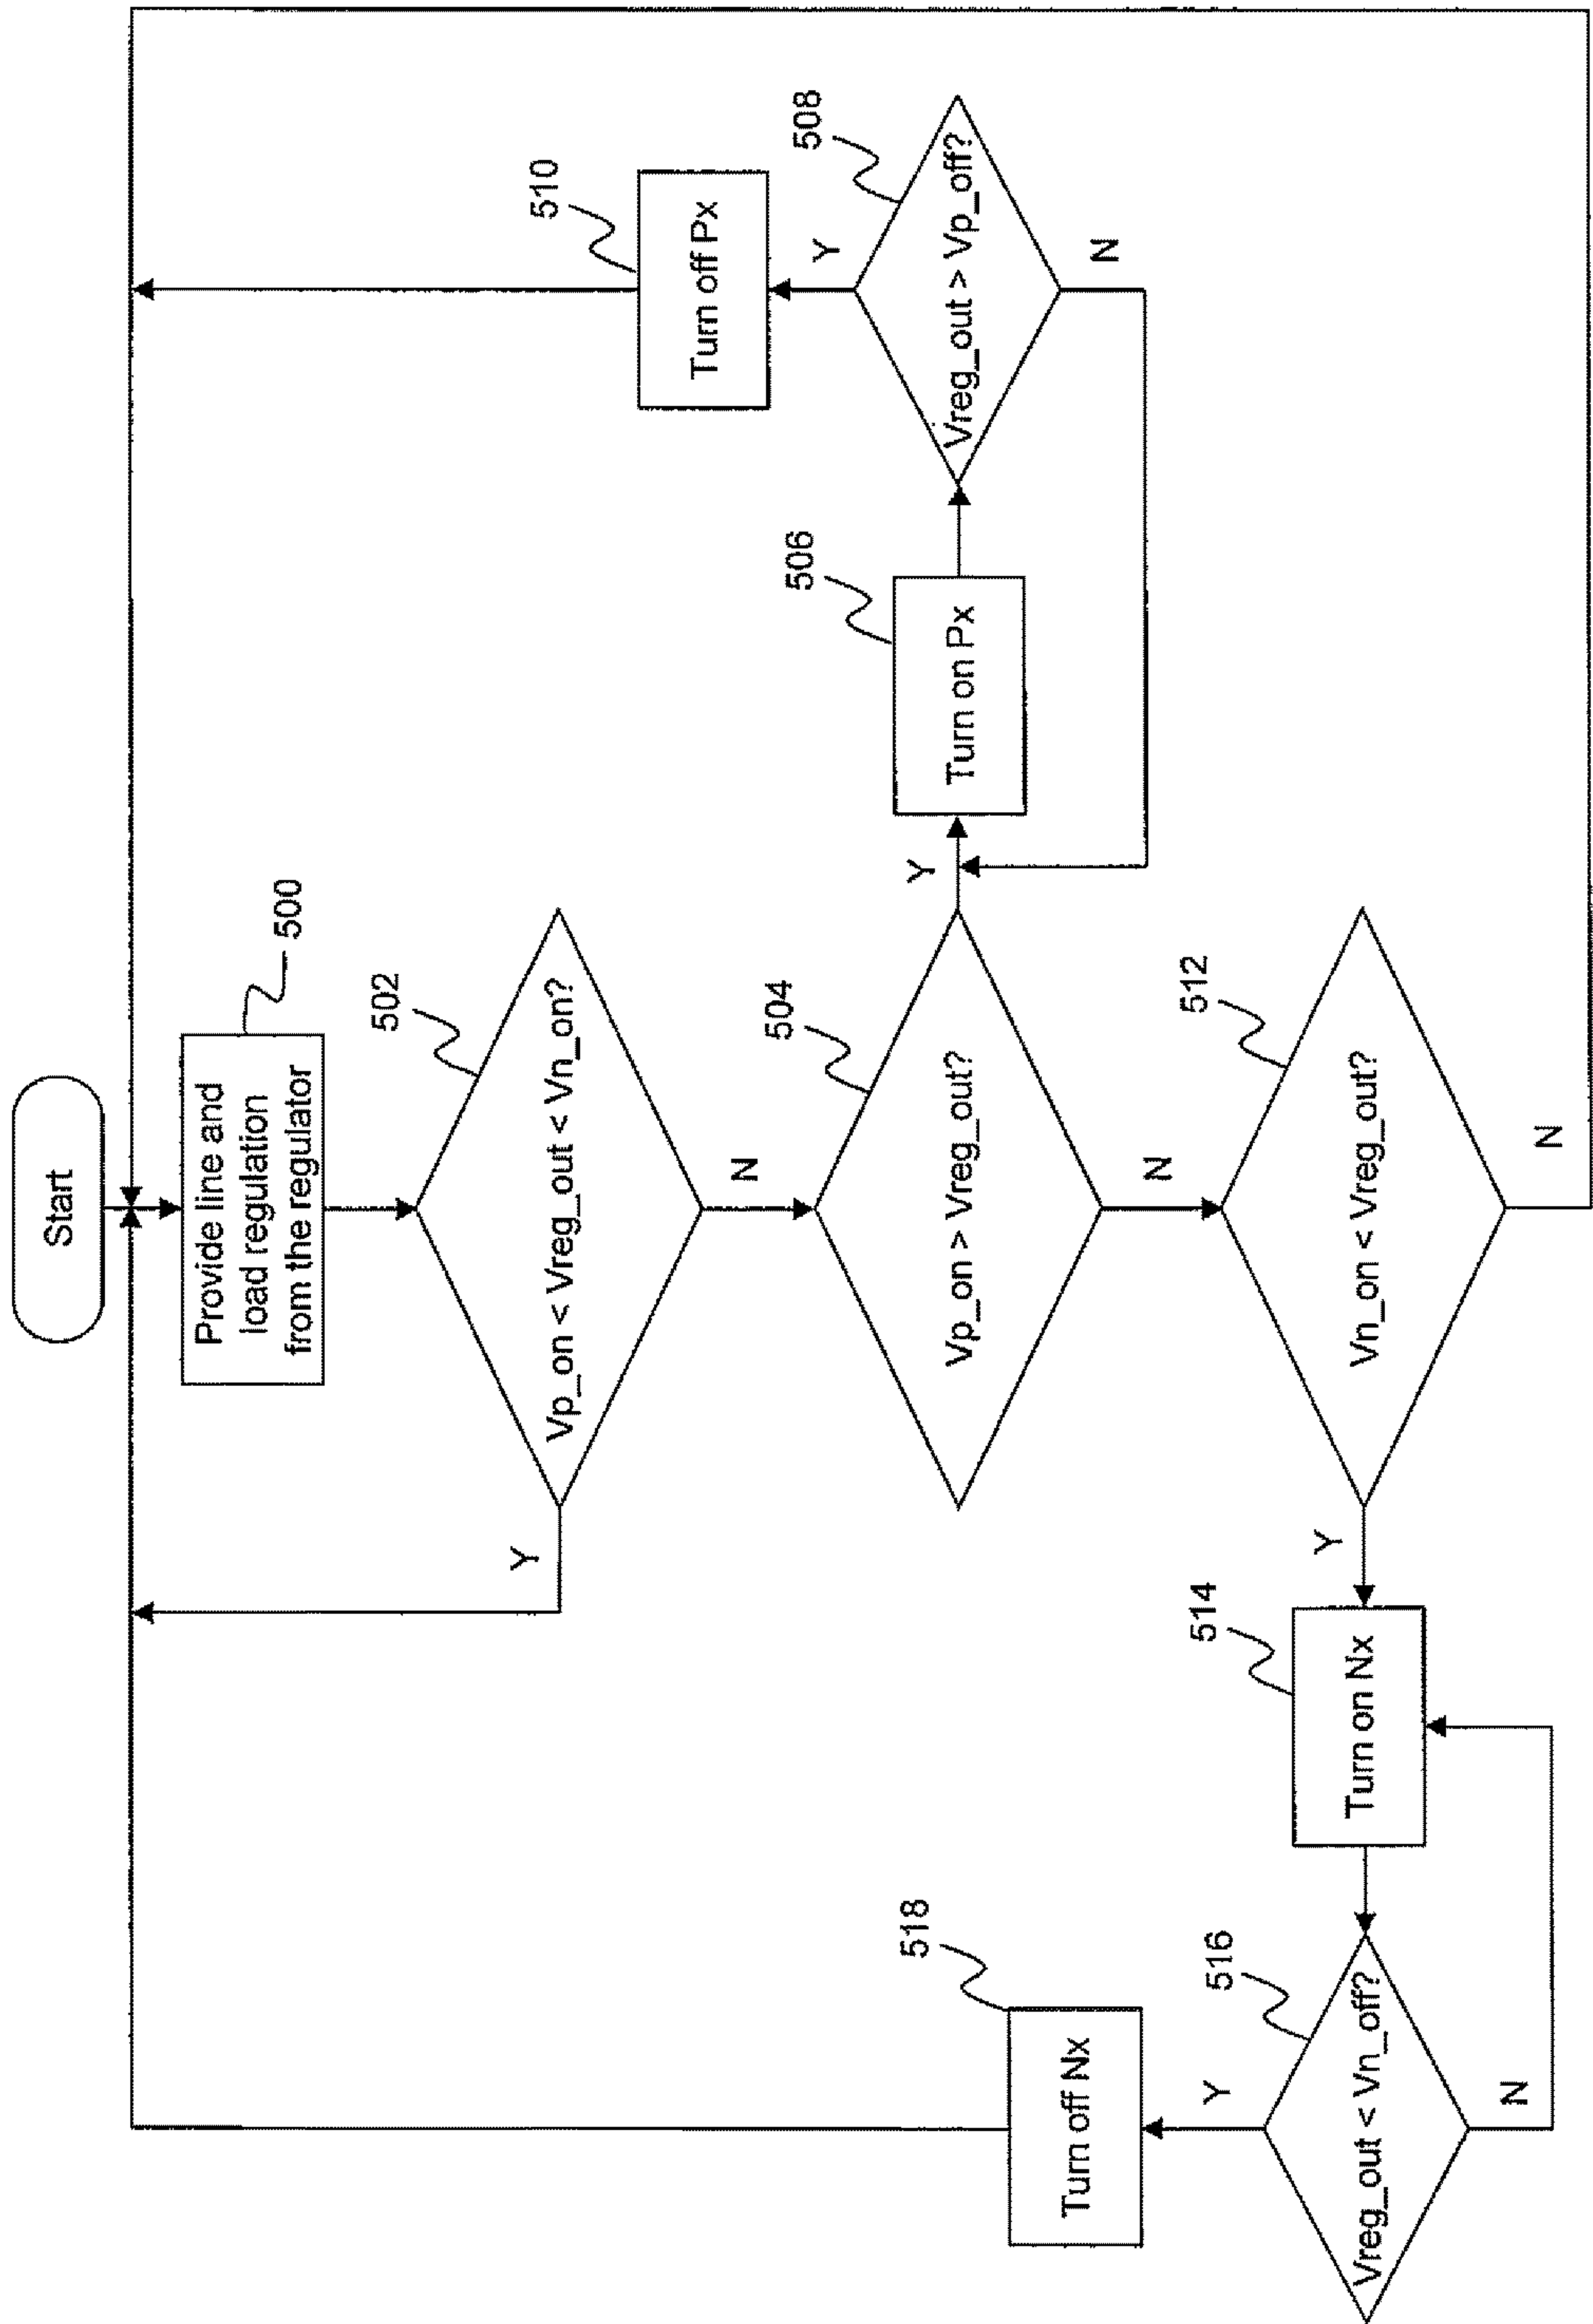 Start
Provide line and
load regulation
from the regulator
500
Vp_on < Vreg_out < Vn_on?
502
Y
N
Vp_on > Vreg_out?
504
Y
N
Turn on Px
506
Vreg_out > Vp_off?
508
Y
N
Turn off Px
510
Vn_on < Vreg_out?
512
Y
N
Turn on Nx
514
Vreg_out < Vn_off?
516
Y
N
Turn off Nx
518